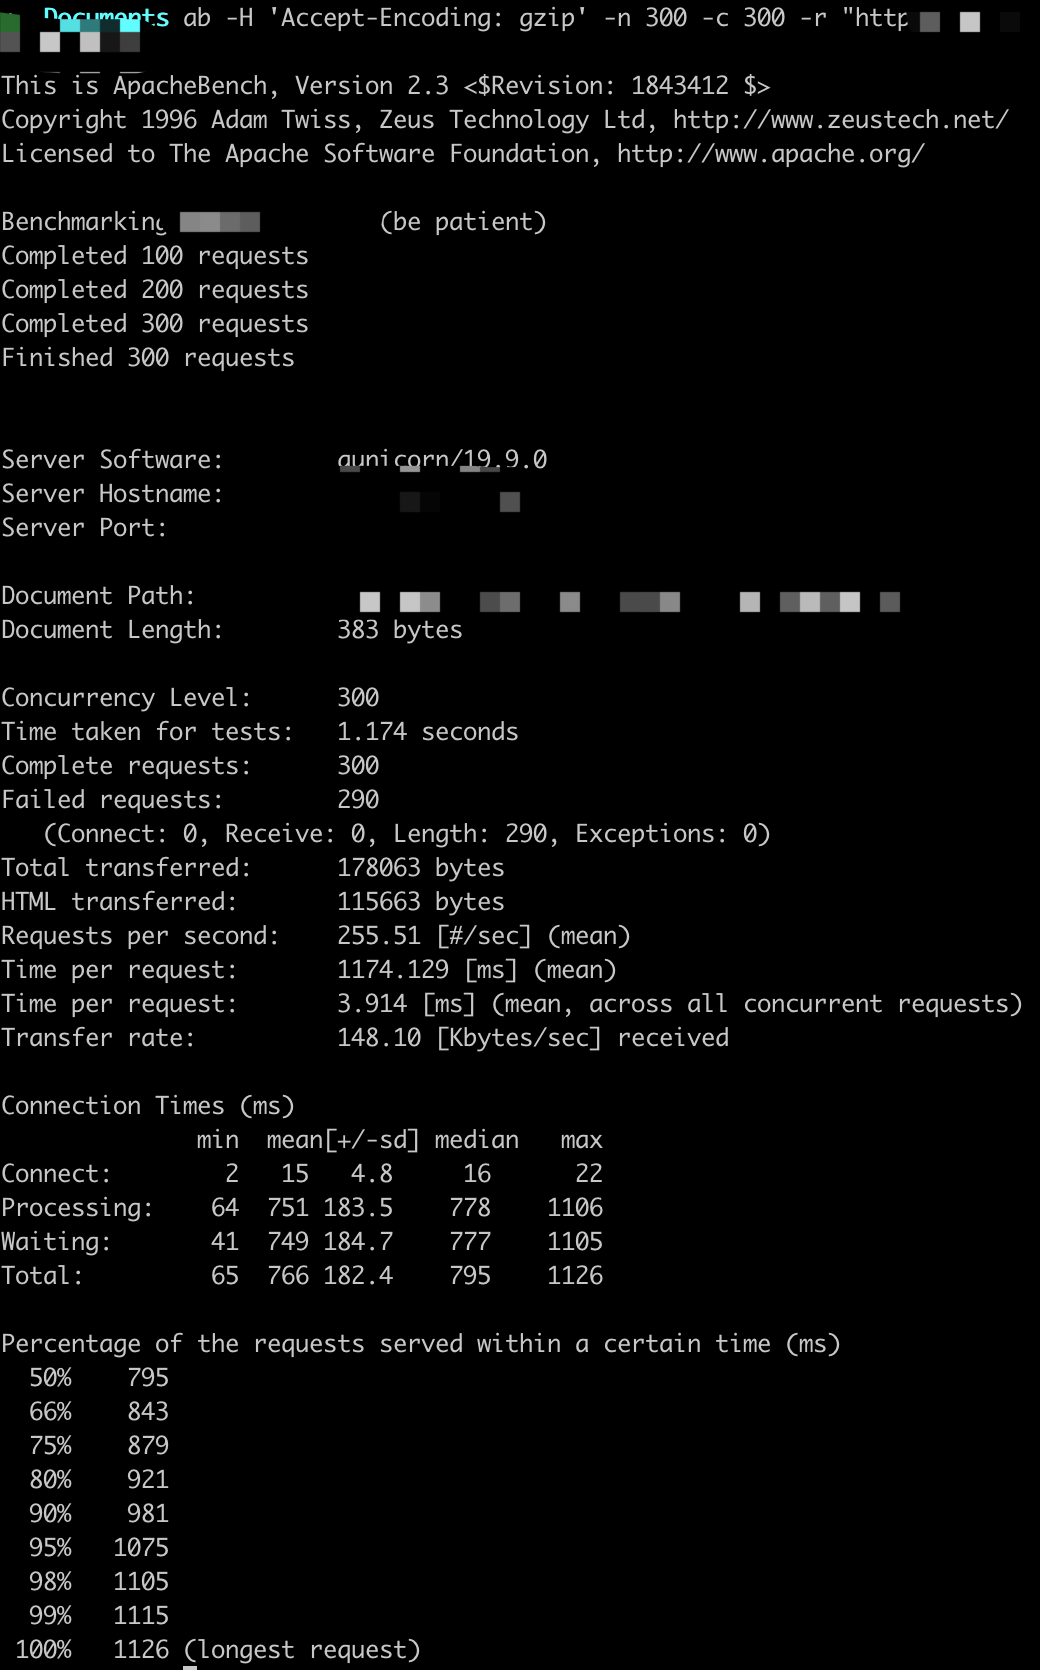 Documents ab -H 'Accept-Encoding: gzip' -n 300 -c 300 -r "http
This is ApacheBench, Version 2.3 <$Revision: 1843412 $>
Copyright 1996 Adam Twiss, Zeus Technology Ltd, http://www.zeustech.net/
Licensed to The Apache Software Foundation, http://www.apache.org/
Benchmarking (be patient)
Completed 100 requests
Completed 200 requests
Completed 300 requests
Finished 300 requests
Server Software: gunicorn/19.9.0
Server Hostname:
Server Port:
Document Path:
Document Length: 383 bytes
Concurrency Level: 300
Time taken for tests: 1.174 seconds
Complete requests: 300
Failed requests: 290
(Connect: 0, Receive: 0, Length: 290, Exceptions: 0)
Total transferred: 178063 bytes
HTML transferred: 115663 bytes
Requests per second: 255.51 [#/sec] (mean)
Time per request: 1174.129 [ms] (mean)
Time per request: 3.914 [ms] (mean, across all concurrent requests)
Transfer rate: 148.10 [Kbytes/sec] received
Connection Times (ms)
min mean[+/-sd] median max
Connect: 2 15 4.8 16 22
Processing: 64 751 183.5 778 1106
Waiting: 41 749 184.7 777 1105
Total: 65 766 182.4 795 1126
Percentage of the requests served within a certain time (ms)
50% 795
66% 843
75% 879
80% 921
90% 981
95% 1075
98% 1105
99% 1115
100% 1126 (longest request)